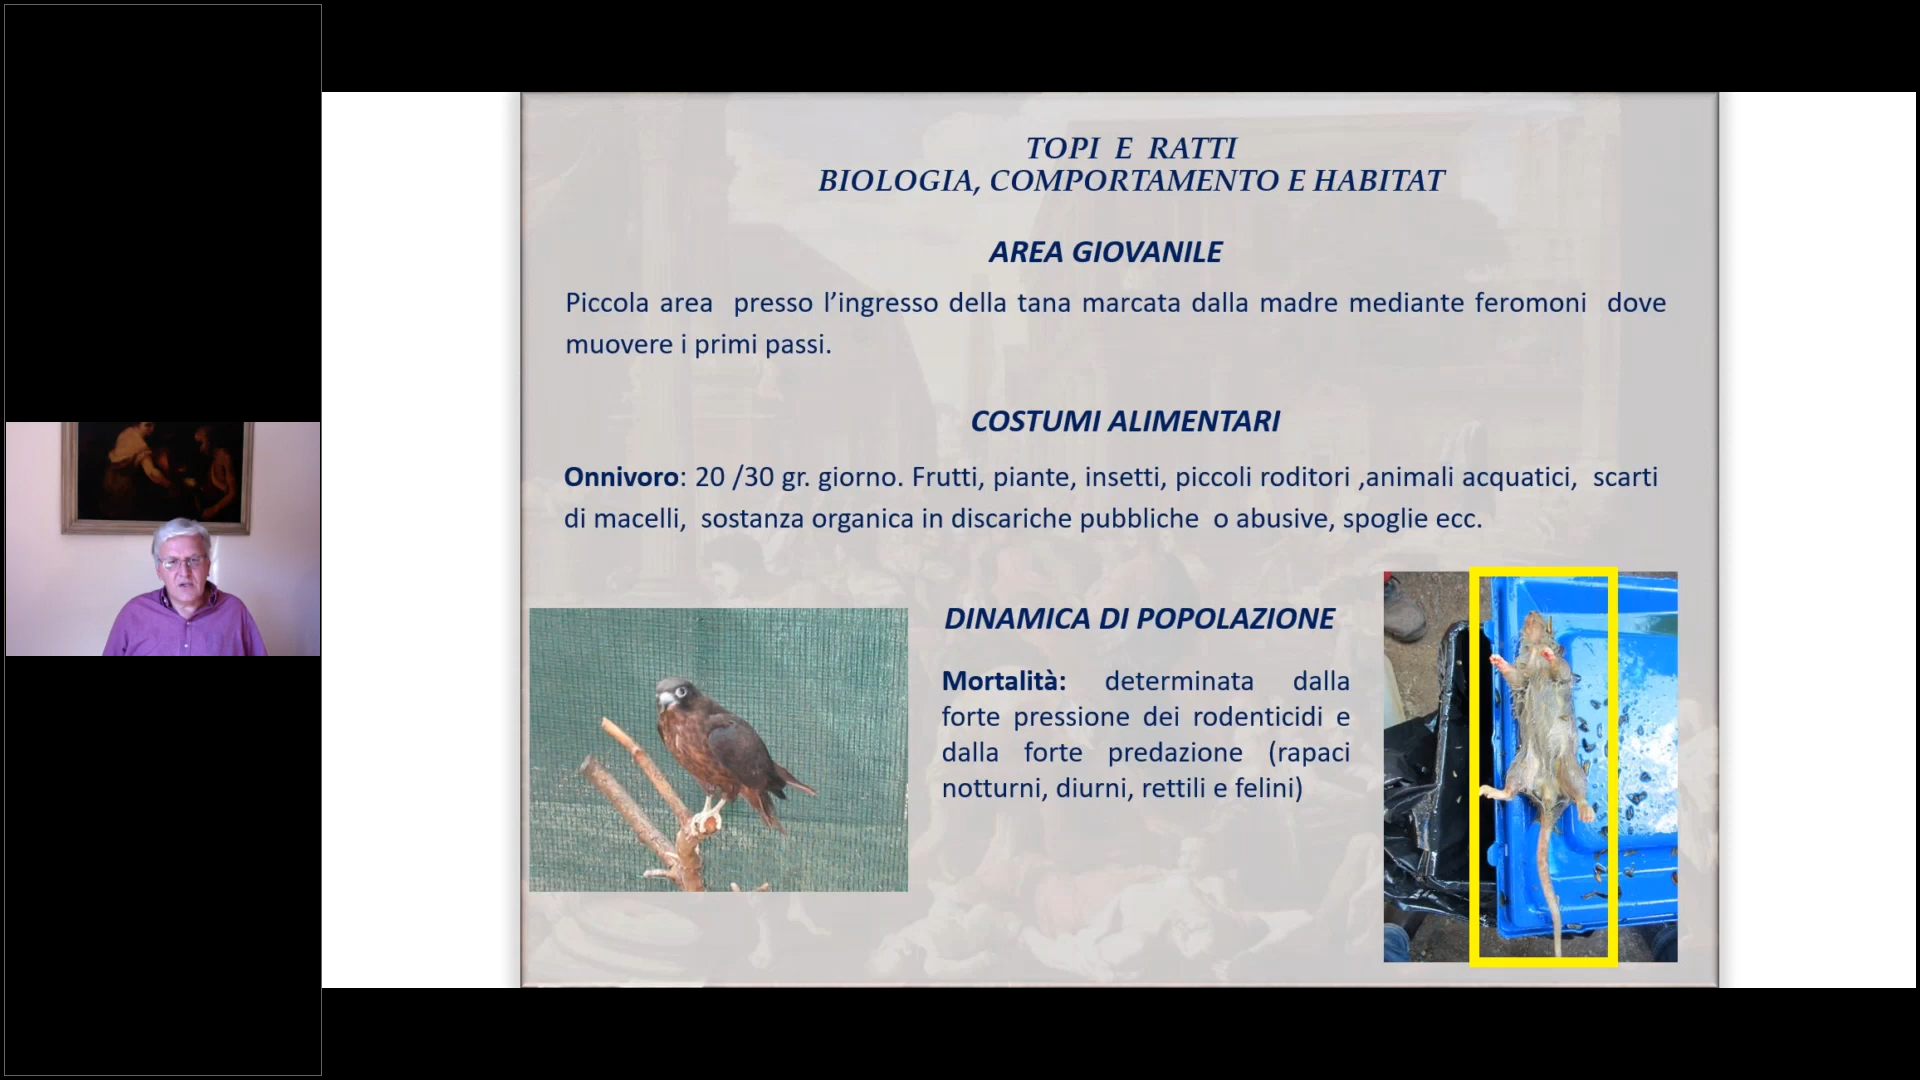 TOPI E RATTI
BIOLOGIA, COMPORTAMENTO E HABITAT
AREA GIOVANILE
Piccola area presso l’ingresso della tana marcata dalla madre mediante feromoni dove
muovere i primi passi.
COSTUMI ALIMENTARI
Onnivoro: 20 /30 gr. giorno. Frutti, piante, insetti, piccoli roditori ,animali acquatici, scarti
di macelli, sostanza organica in discariche pubbliche o abusive, spoglie ecc.
DINAMICA DI POPOLAZIONE
Mortalità: determinata dalla
forte pressione dei rodenticidi e
dalla forte predazione (rapaci
notturni, diurni, rettili e felini)